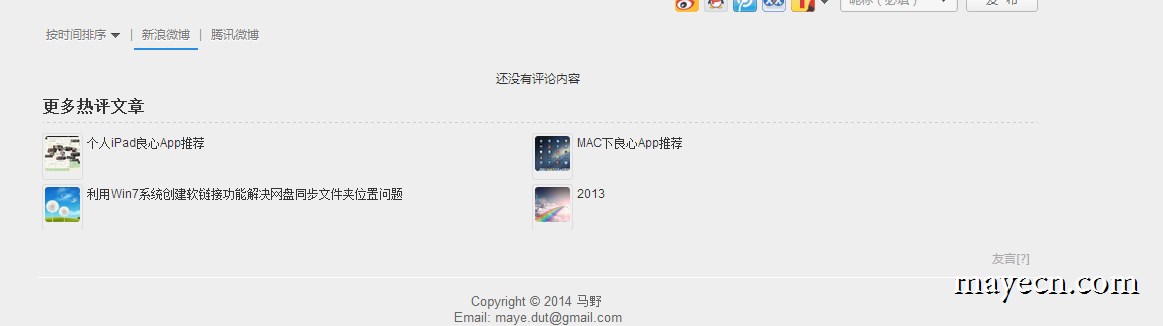 昵称（必填） 发 布
按时间排序 | 新浪微博 | 腾讯微博
还没有评论内容
更多热评文章
个人iPad良心App推荐 MAC下良心App推荐
利用Win7系统创建软链接功能解决网盘同步文件夹位置问题 2013
友言[?]
mayecn.com
Copyright © 2014 马野
Email: maye.dut@gmail.com